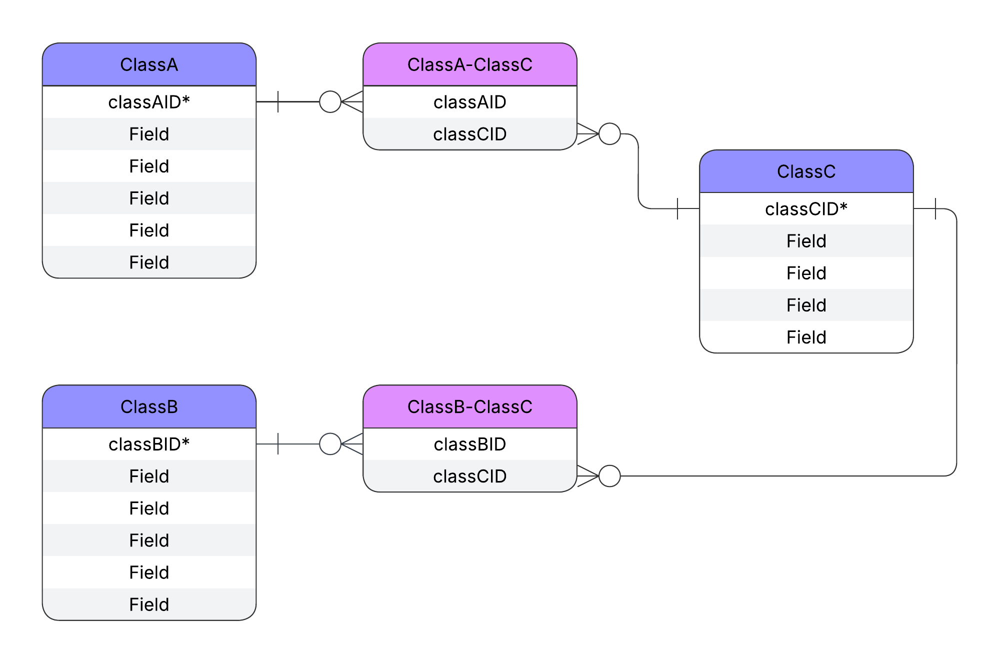 ClassA
classAID*
Field
Field
Field
Field
Field
ClassA-ClassC
classAID
classCID
ClassC
classCID*
Field
Field
Field
Field
ClassB
classBID*
Field
Field
Field
Field
Field
ClassB-ClassC
classBID
classCID